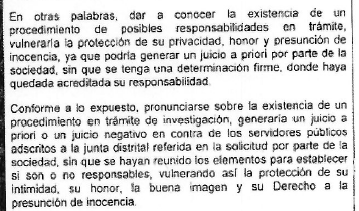 En otras palabras, dar a conocer la existencia de un
procedimiento de posibles responsabilidades en trámite,
vulneraría la protección de su privacidad, honor y presunción de
inocencia, ya que podría generar un juicio a priori por parte de la
sociedad, sin que se tenga una determinación firme, donde haya
quedada acreditada su responsabilidad.
Conforme a lo expuesto, pronunciarse sobre la existencia de un
procedimiento en trámite de investigación, generaría un juicio a
priori o un juicio negativo en contra de los servidores públicos
adscritos a la junta distrital referida en la solicitud por parte de la
sociedad, sin que se hayan reunido los elementos para establecer
si son o no responsables, vulnerando así la protección de su
intimidad, su honor, la buena imagen y su Derecho a la
presunción de inocencia.